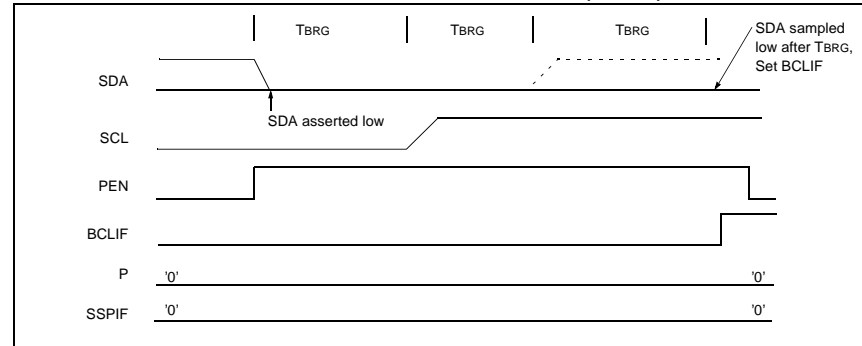 TBRG TBRG TBRG
SDA sampled
low after TBRG,
Set BCLIF
SDA
SDA asserted low
SCL
PEN
BCLIF
P '0' '0'
SSPIF '0' '0'